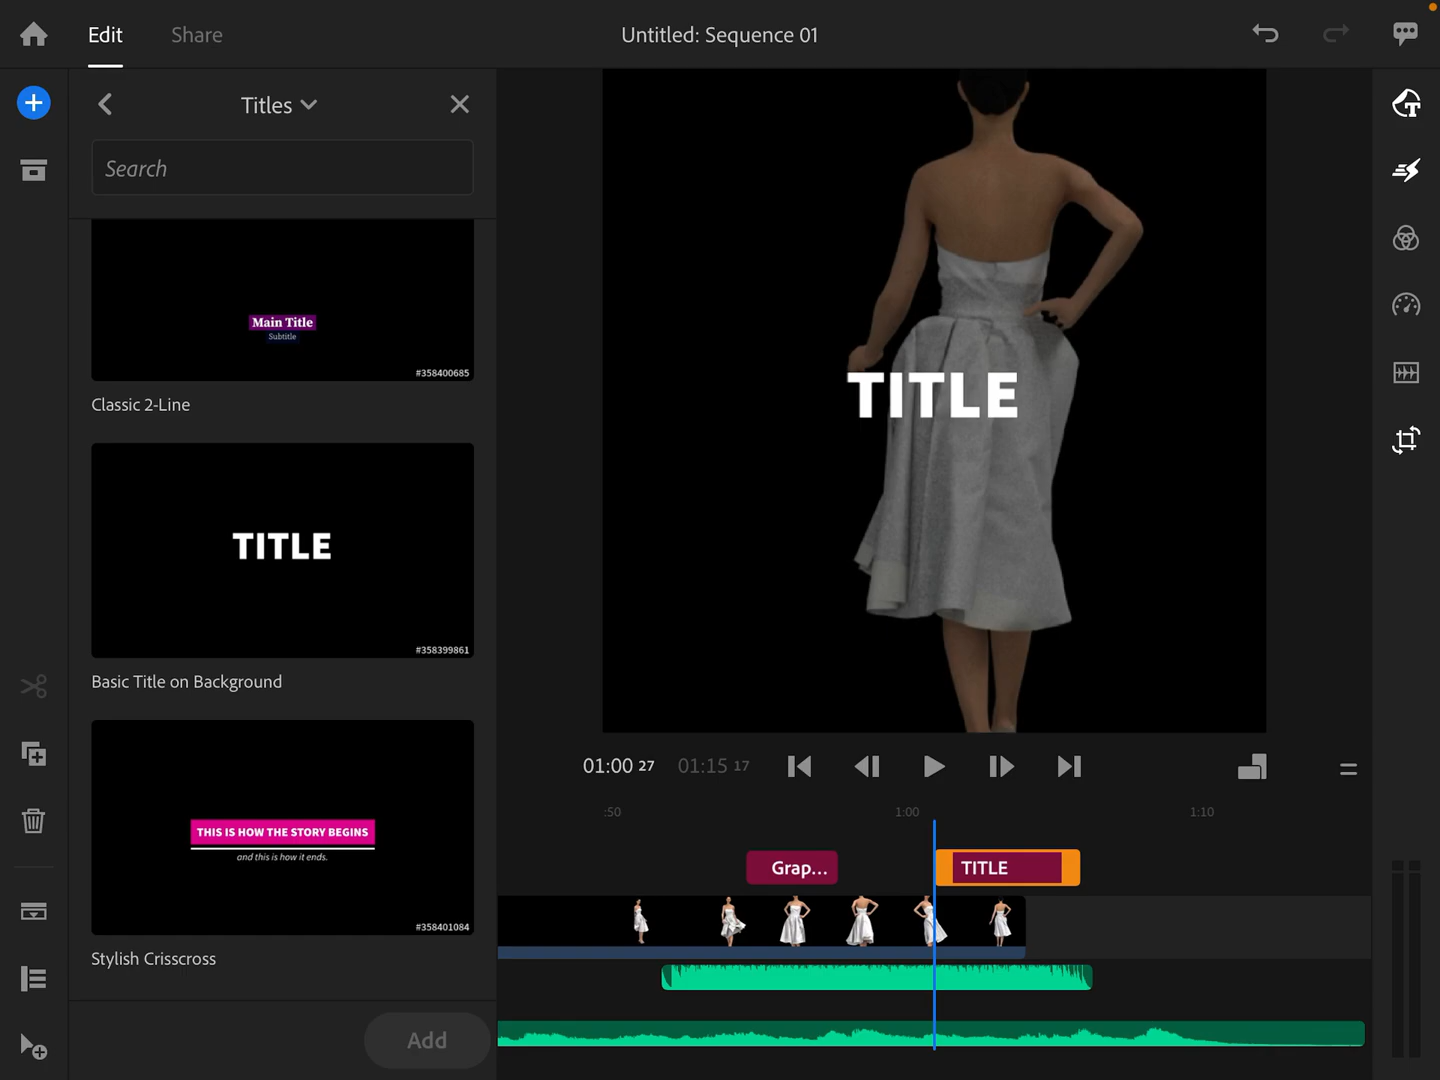 Edit
Share
Untitled: Sequence 01
Titles
Search
Main Title
Subtitle
#358400685
Classic 2-Line
TITLE
#358399861
Basic Title on Background
THIS IS HOW THE STORY BEGINS
and this is how it ends.
#358401084
Stylish Crisscross
Add
TITLE
01:00 27
01:15 17
:50
1:00
1:10
Grap...
TITLE